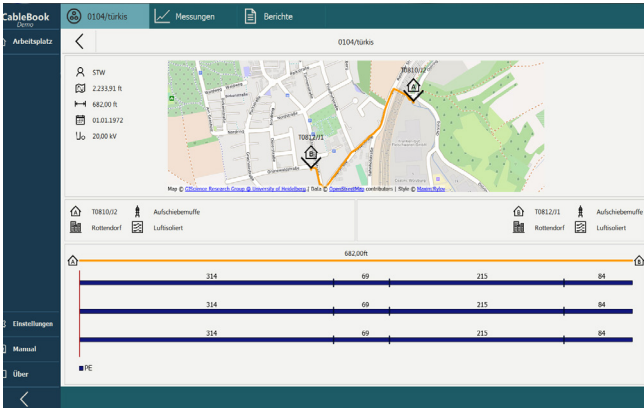 CableBook
Demo
0104/türkis
Messungen
Berichte
Arbeitsplatz
0104/türkis
STW
2.233,91 ft
682,00 ft
01.01.1972
U₀ 20,00 kV
T0810/J2
A
T0812/J1
B
Map © GIScience Research Group @ University of Heidelberg | Data © OpenStreetMap contributors | Style © Maxim Rylov
A T0810/J2 Aufschiebemuffe
Rottendorf Luftisoliert
B T0812/J1 Aufschiebemuffe
Rottendorf Luftisoliert
682,00ft
A B
314 69 215 84
314 69 215 84
314 69 215 84
PE
Einstellungen
Manual
Über